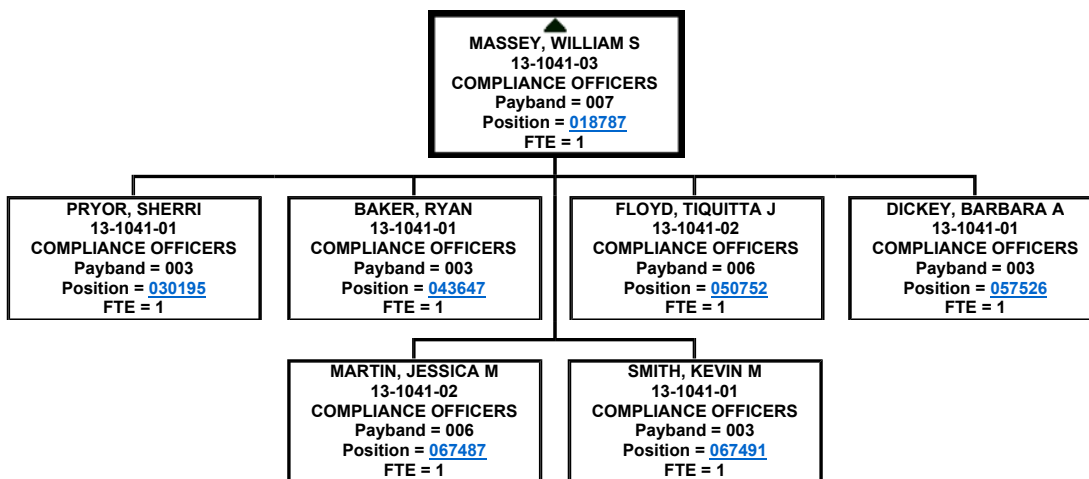 MASSEY, WILLIAM S
13-1041-03
COMPLIANCE OFFICERS
Payband = 007
Position = 018787
FTE = 1
PRYOR, SHERRI
13-1041-01
COMPLIANCE OFFICERS
Payband = 003
Position = 030195
FTE = 1
BAKER, RYAN
13-1041-01
COMPLIANCE OFFICERS
Payband = 003
Position = 043647
FTE = 1
FLOYD, TIQUITTA J
13-1041-02
COMPLIANCE OFFICERS
Payband = 006
Position = 050752
FTE = 1
DICKEY, BARBARA A
13-1041-01
COMPLIANCE OFFICERS
Payband = 003
Position = 057526
FTE = 1
MARTIN, JESSICA M
13-1041-02
COMPLIANCE OFFICERS
Payband = 006
Position = 067487
FTE = 1
SMITH, KEVIN M
13-1041-01
COMPLIANCE OFFICERS
Payband = 003
Position = 067491
FTE = 1